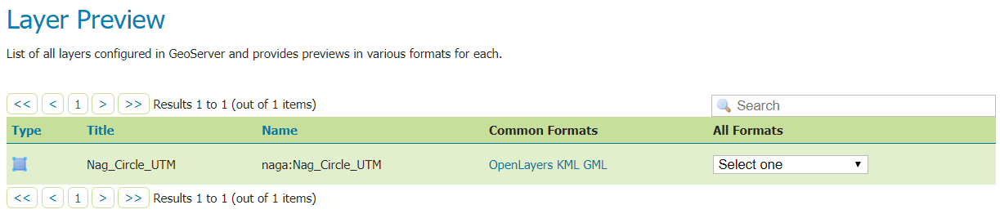 Layer Preview
List of all layers configured in GeoServer and provides previews in various formats for each.
<< < 1 > >> Results 1 to 1 (out of 1 items) Search
Type Title Name Common Formats All Formats
Nag_Circle_UTM naga:Nag_Circle_UTM OpenLayers KML GML Select one
<< < 1 > >> Results 1 to 1 (out of 1 items)